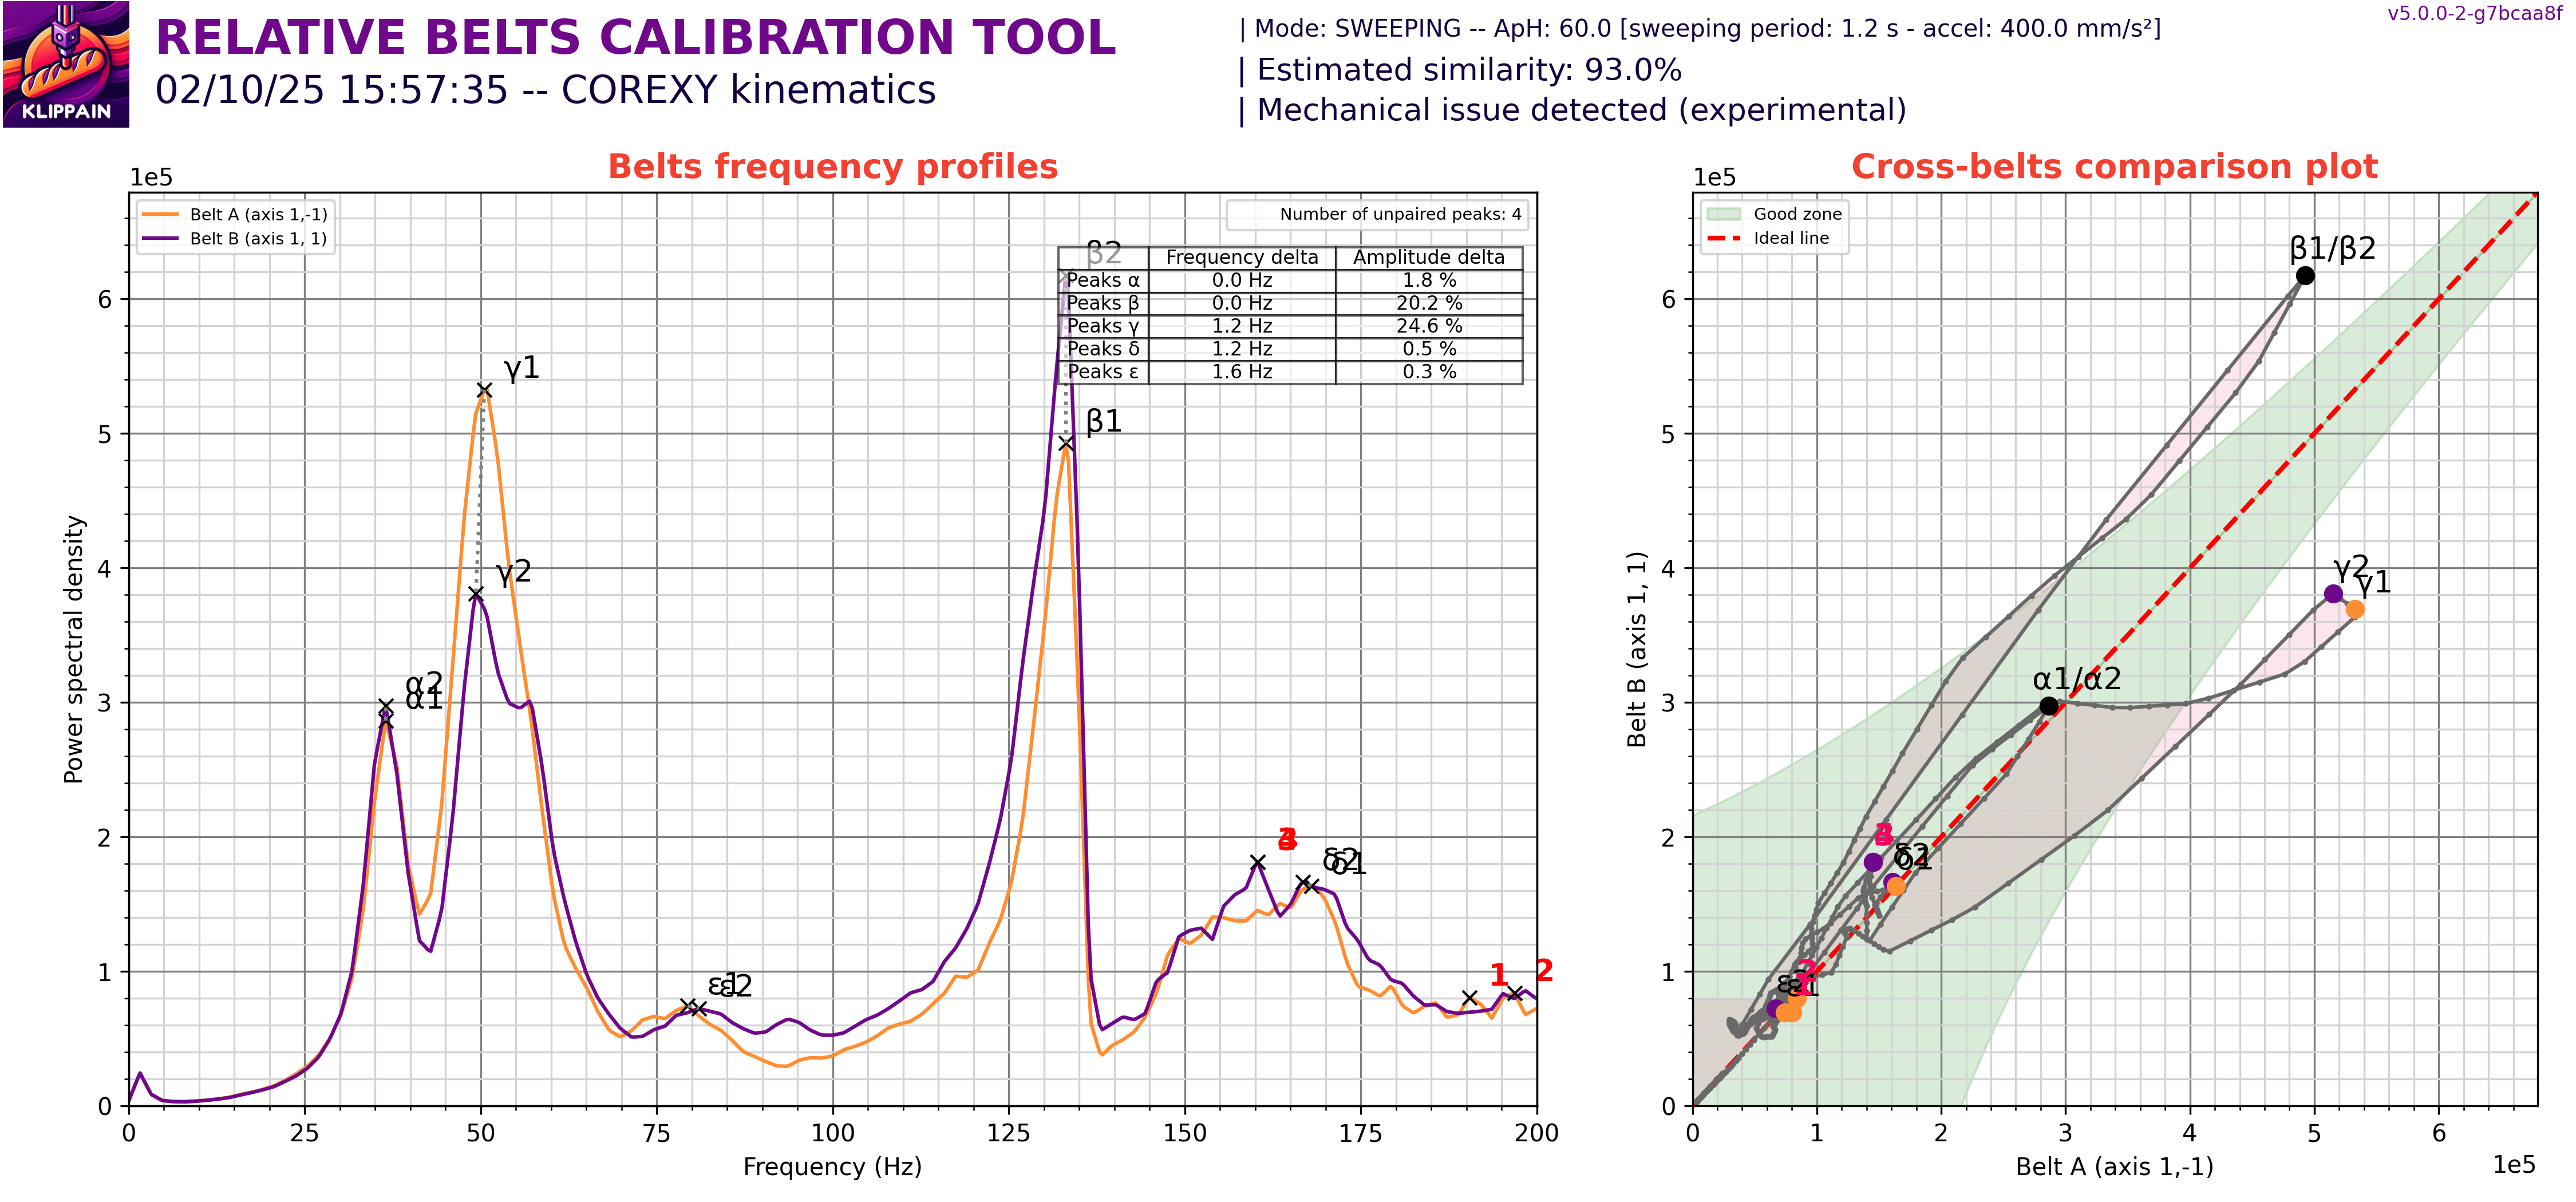 v5.0.0-2-g7bcaa8f
RELATIVE BELTS CALIBRATION TOOL
02/10/25 15:57:35 -- COREXY kinematics
KLIPPAIN
| Mode: SWEEPING -- ApH: 60.0 [sweeping period: 1.2 s - accel: 400.0 mm/s²]
| Estimated similarity: 93.0%
| Mechanical issue detected (experimental)
Belts frequency profiles
1e5
Belt A (axis 1,-1)
Belt B (axis 1, 1)
Number of unpaired peaks: 4
Frequency delta Amplitude delta
Peaks α 0.0 Hz 1.8 %
Peaks β 0.0 Hz 20.2 %
Peaks γ 1.2 Hz 24.6 %
Peaks δ 1.2 Hz 0.5 %
Peaks ε 1.6 Hz 0.3 %
β2
β1
γ1
γ2
α2
α1
ε1
ε2
δ2
δ1
1
2
6
5
4
3
2
1
0
Power spectral density
0 25 50 75 100 125 150 175 200
Frequency (Hz)
Cross-belts comparison plot
1e5
Good zone
Ideal line
β1/β2
γ2
γ1
α1/α2
δ2
δ1
ε2
ε1
2
6
5
4
3
2
1
0
Belt B (axis 1, 1)
0 1 2 3 4 5 6
Belt A (axis 1,-1)
1e5